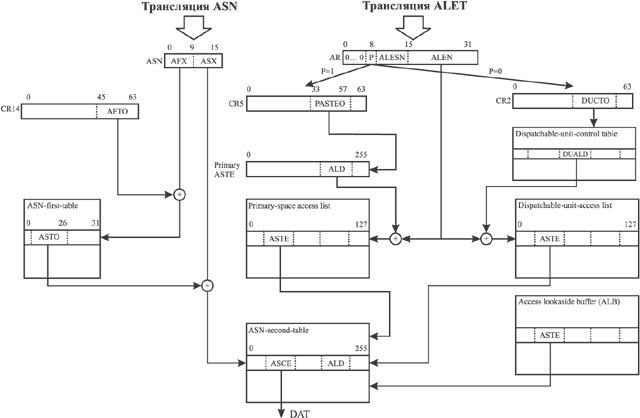 Трансляция ASN
Трансляция ALET
0 9 15
ASN AFX ASX
0 8 15 31
AR 0... 0 P ALESN ALEN
P=1
P=0
0 45 63
CR14 AFTO
0 33 57 63
CR5 PASTEO
0 63
CR2 DUCTO
Dispatchable-unit-control table
DUALD
0 255
Primary
ASTE
ALD
ASN-first-table
0 26 31
ASTO
Primary-space access list
0 127
ASTE
Dispatchable-unit-access list
0 127
ASTE
Access lookaside buffer (ALB)
ASTE
ASN-second-table
0 255
ASCE ALD
DAT